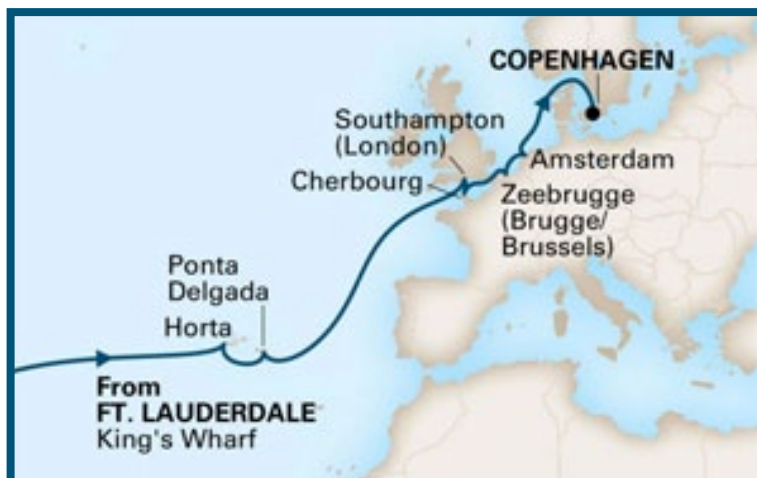 COPENHAGEN
Southampton
(London)
Amsterdam
Cherbourg
Zeebrugge
(Brugge/
Brussels)
Ponta
Delgada
Horta
From
FT. LAUDERDALE
King's Wharf